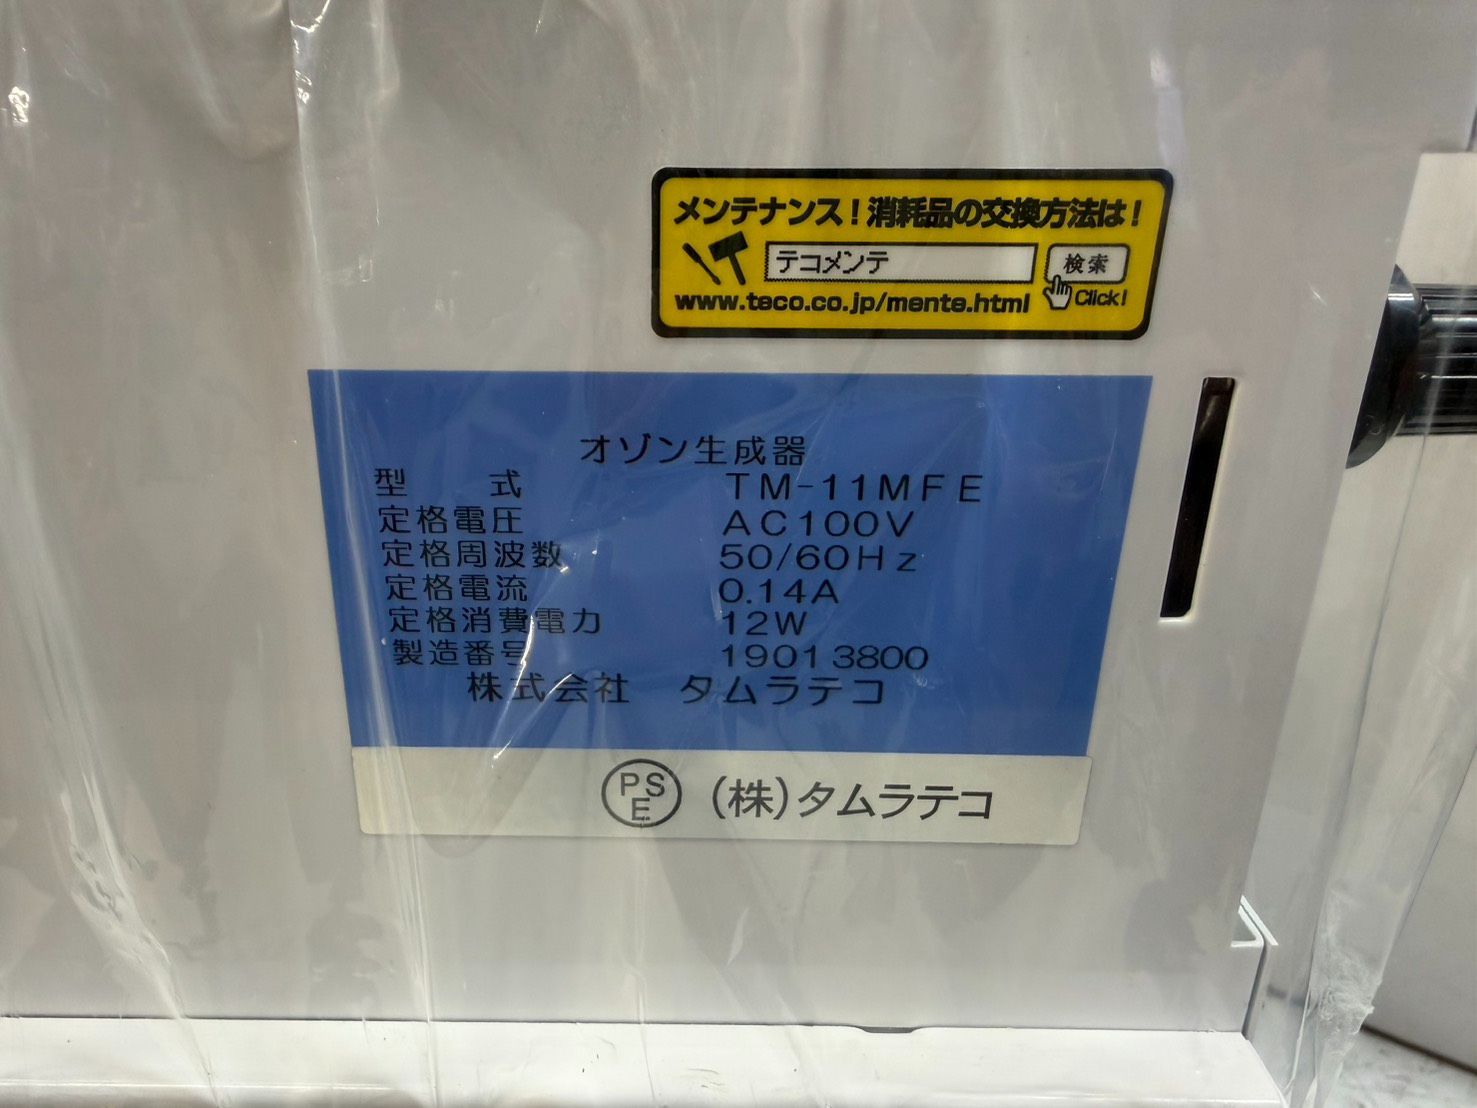 メンテナンス！消耗品の交換方法は！
テコメンテ 検索
www.teco.co.jp/mente.html Click!
オゾン生成器
型 式 TM-11MFE
定格電圧 AC100V
定格周波数 50/60Hz
定格電流 0.14A
定格消費電力 12W
製造番号 19013800
株式会社 タムラテコ
PSE (株)タムラテコ